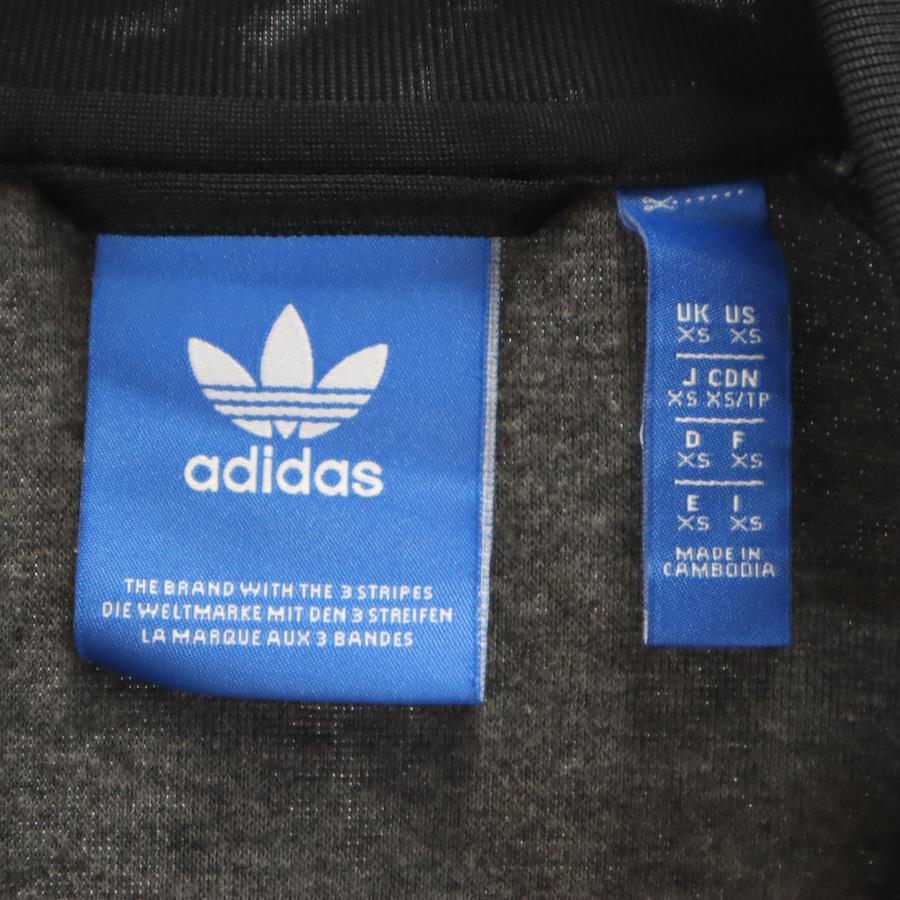 adidas
THE BRAND WITH THE 3 STRIPES
DIE WELTMARKE MIT DEN 3 STREIFEN
LA MARQUE AUX 3 BANDES
UK US
XS XS
J CDN
XS XS/TP
D F
XS XS
E I
XS XS
MADE IN
CAMBODIA